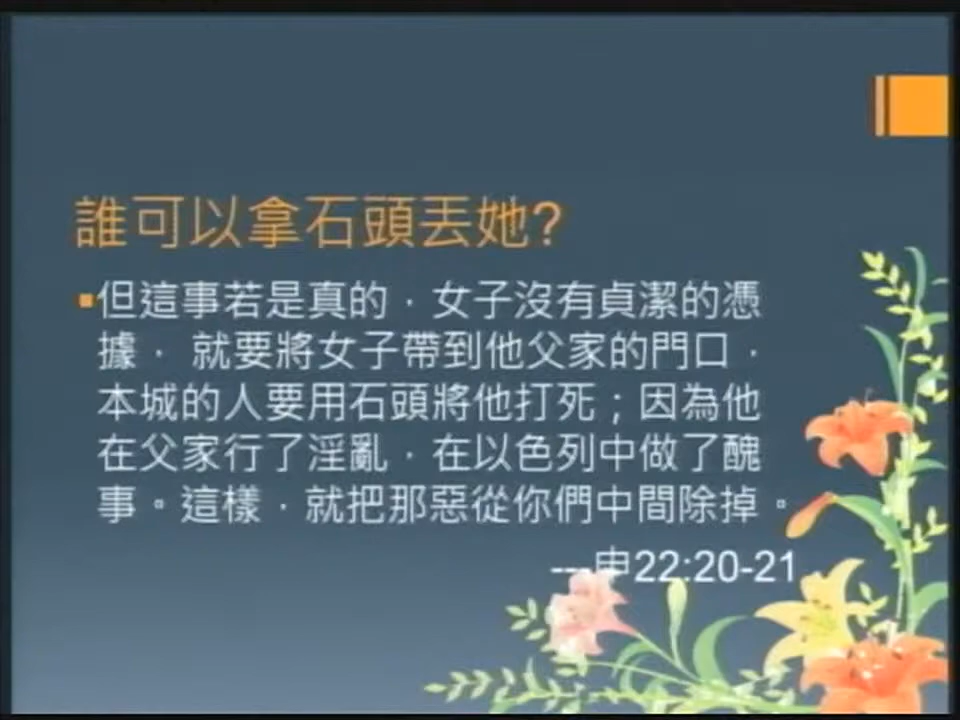 誰可以拿石頭丟她?
▪但這事若是真的，女子沒有貞潔的憑
據， 就要將女子帶到他父家的門口，
本城的人要用石頭將他打死；因為他
在父家行了淫亂，在以色列中做了醜
事。這樣，就把那惡從你們中間除掉。
---申22:20-21